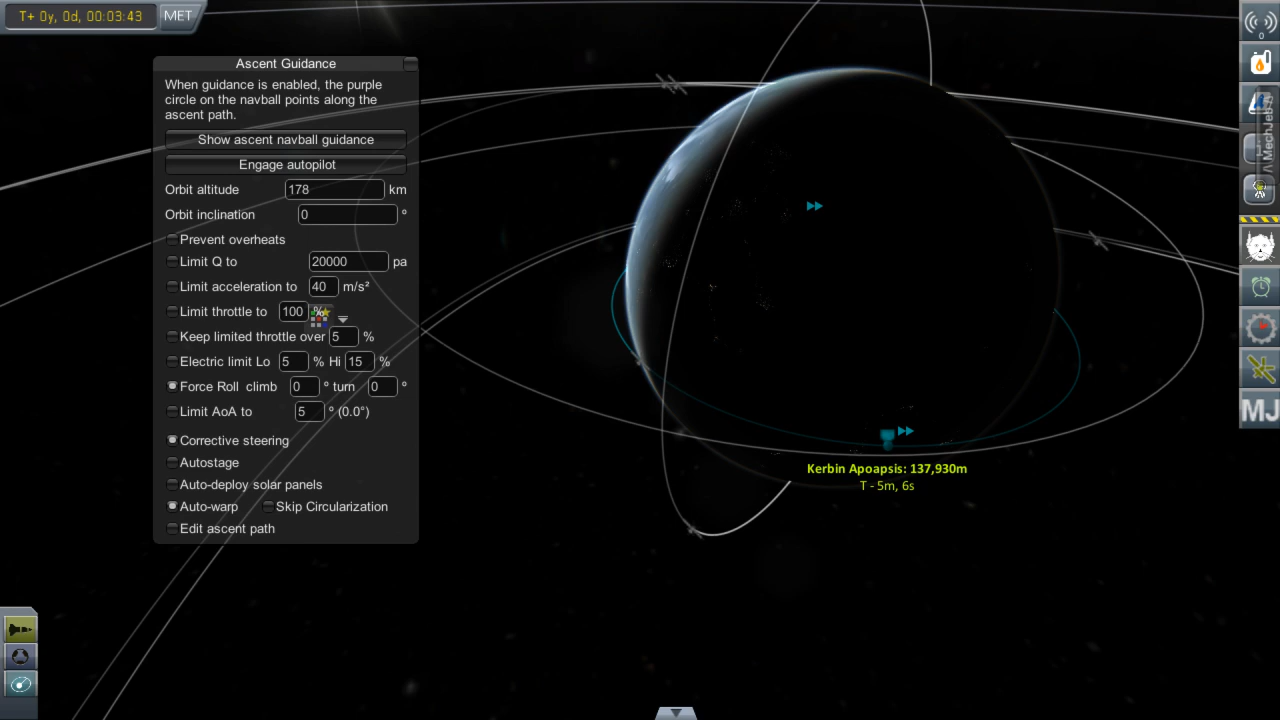 T+ 0y, 0d, 00:03:43 MET
0
Ascent Guidance
When guidance is enabled, the purple
circle on the navball points along the
ascent path.
Show ascent navball guidance
Engage autopilot
Orbit altitude 178 km
Orbit inclination 0 º
Prevent overheats
Limit Q to 20000 pa
Limit acceleration to 40 m/s²
Limit throttle to 100 %
Keep limited throttle over 5 %
Electric limit Lo 5 % Hi 15 %
Force Roll climb 0 º turn 0 º
Limit AoA to 5 º (0.0°)
Corrective steering
Autostage
Auto-deploy solar panels
Auto-warp Skip Circularization
Edit ascent path
Kerbin Apoapsis: 137,930m
T - 5m, 6s
/\ MechJeb
MJ